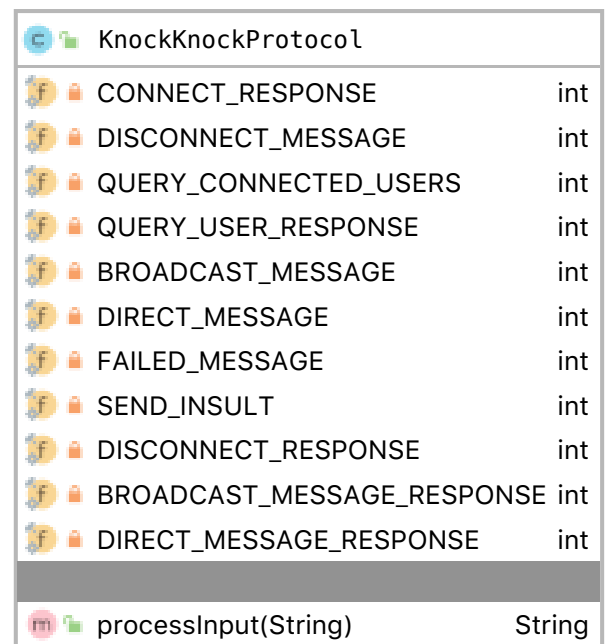 KnockKnockProtocol
CONNECT_RESPONSE int
DISCONNECT_MESSAGE int
QUERY_CONNECTED_USERS int
QUERY_USER_RESPONSE int
BROADCAST_MESSAGE int
DIRECT_MESSAGE int
FAILED_MESSAGE int
SEND_INSULT int
DISCONNECT_RESPONSE int
BROADCAST_MESSAGE_RESPONSE int
DIRECT_MESSAGE_RESPONSE int
processInput(String) String